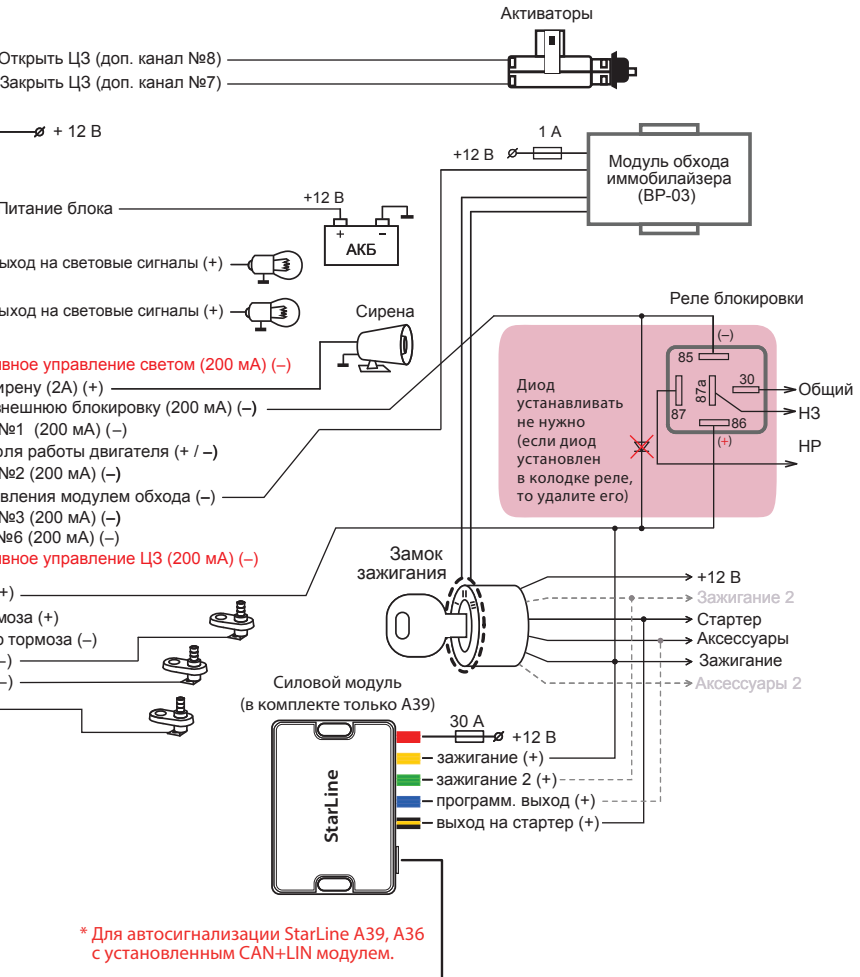 Активаторы
Открыть ЦЗ (доп. канал №8)
Закрыть ЦЗ (доп. канал №7)
+ 12 В
1 А
+12 В
Модуль обхода
иммобилайзера
(ВР-03)
Питание блока
+12 В
+ –
АКБ
ыход на световые сигналы (+)
ыход на световые сигналы (+)
Сирена
Реле блокировки
(–)
85
87а
30
87
86
(+)
Общий
НЗ
НР
Диод
устанавливать
не нужно
(если диод
установлен
в колодке реле,
то удалите его)
вное управление светом (200 мА) (–)
ирену (2А) (+)
внешнюю блокировку (200 мА) (–)
№1 (200 мА) (–)
оля работы двигателя (+ / –)
№2 (200 мА) (–)
вления модулем обхода (–)
№3 (200 мА) (–)
№6 (200 мА) (–)
вное управление ЦЗ (200 мА) (–)
+)
моза (+)
о тормоза (–)
–)
–)
Замок
зажигания
+12 В
Зажигание 2
Стартер
Аксессуары
Зажигание
Аксессуары 2
Силовой модуль
(в комплекте только А39)
StarLine
30 А
+12 В
зажигание (+)
зажигание 2 (+)
программ. выход (+)
выход на стартер (+)
* Для автосигнализации StarLine A39, A36
с установленным CAN+LIN модулем.